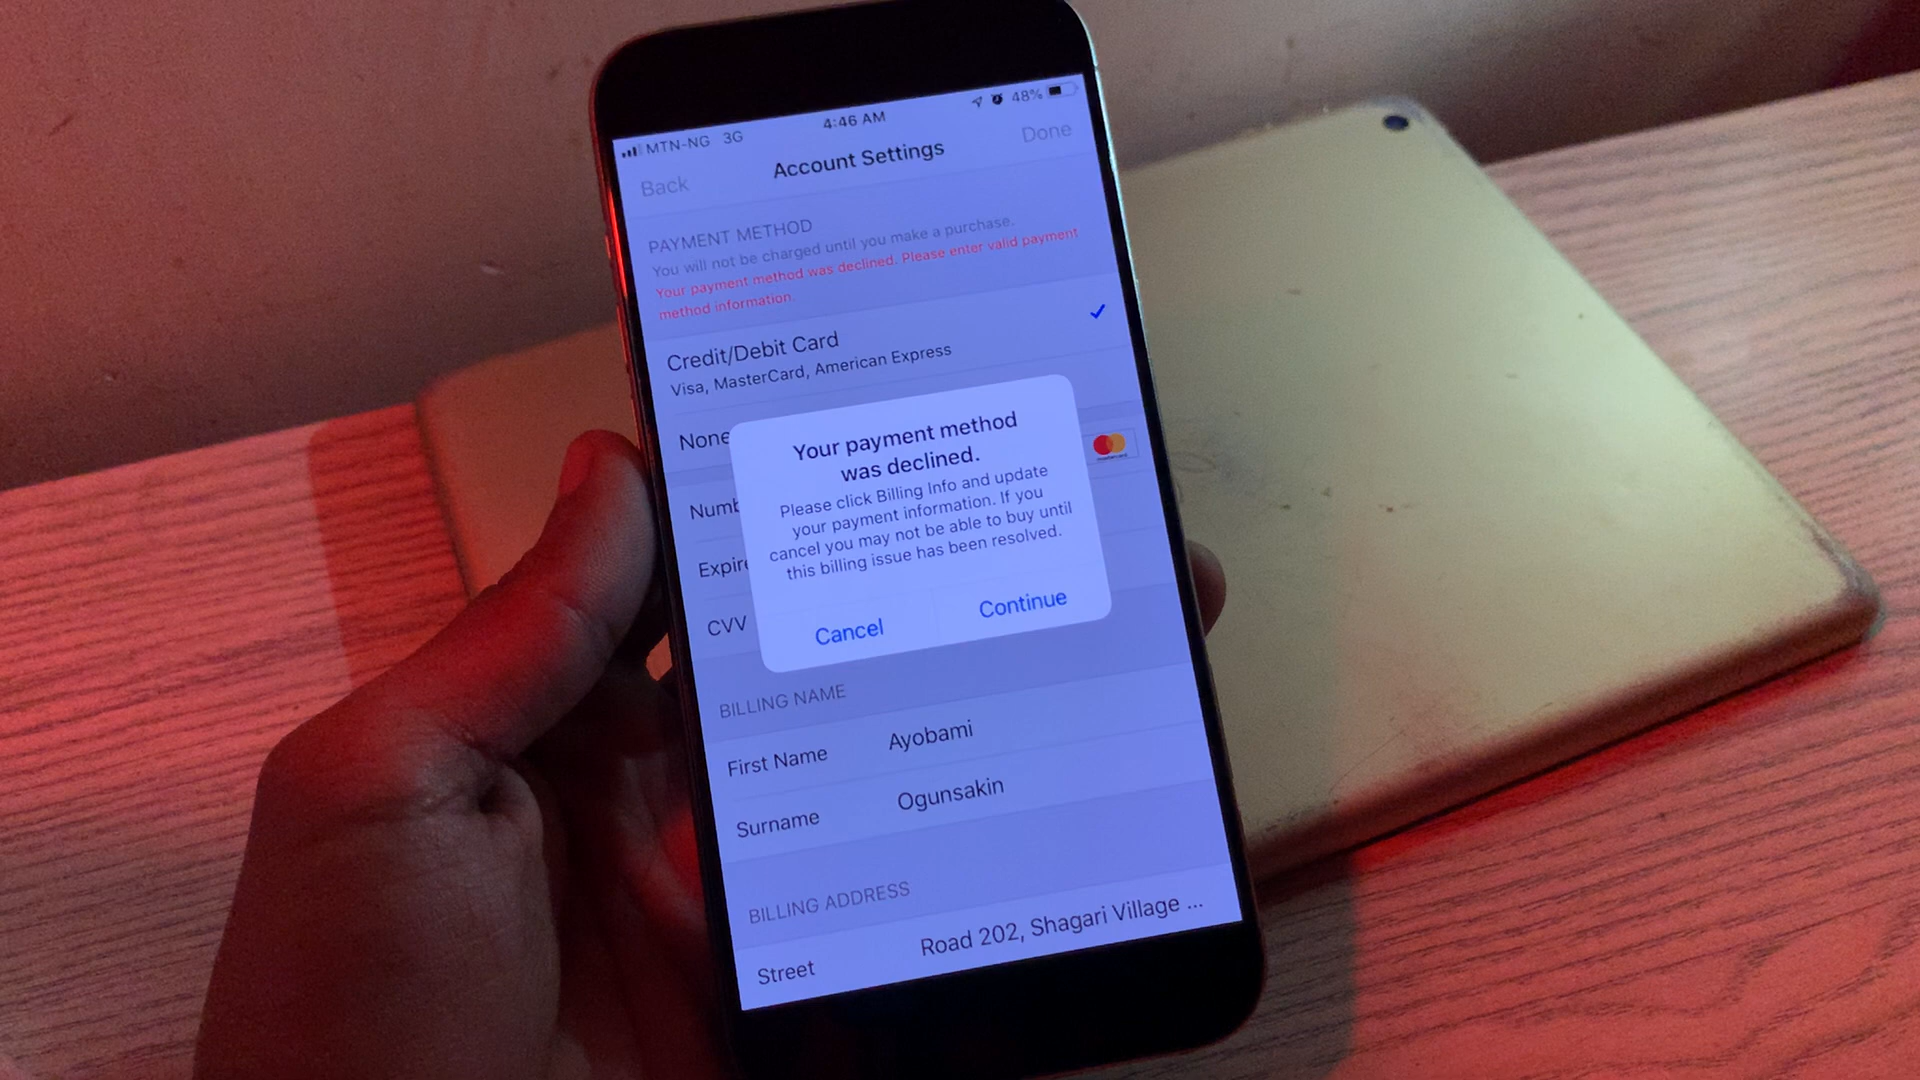 MTN-NG 3G 4:46 AM 48%
Back Account Settings Done
PAYMENT METHOD
You will not be charged until you make a purchase.
Your payment method was declined. Please enter valid payment
method information.
Credit/Debit Card
Visa, MasterCard, American Express
None
Your payment method
was declined.
Please click Billing Info and update
your payment information. If you
cancel you may not be able to buy until
this billing issue has been resolved.
Cancel Continue
Numb
Expire
CVV
BILLING NAME
First Name Ayobami
Surname Ogunsakin
BILLING ADDRESS
Street Road 202, Shagari Village ...